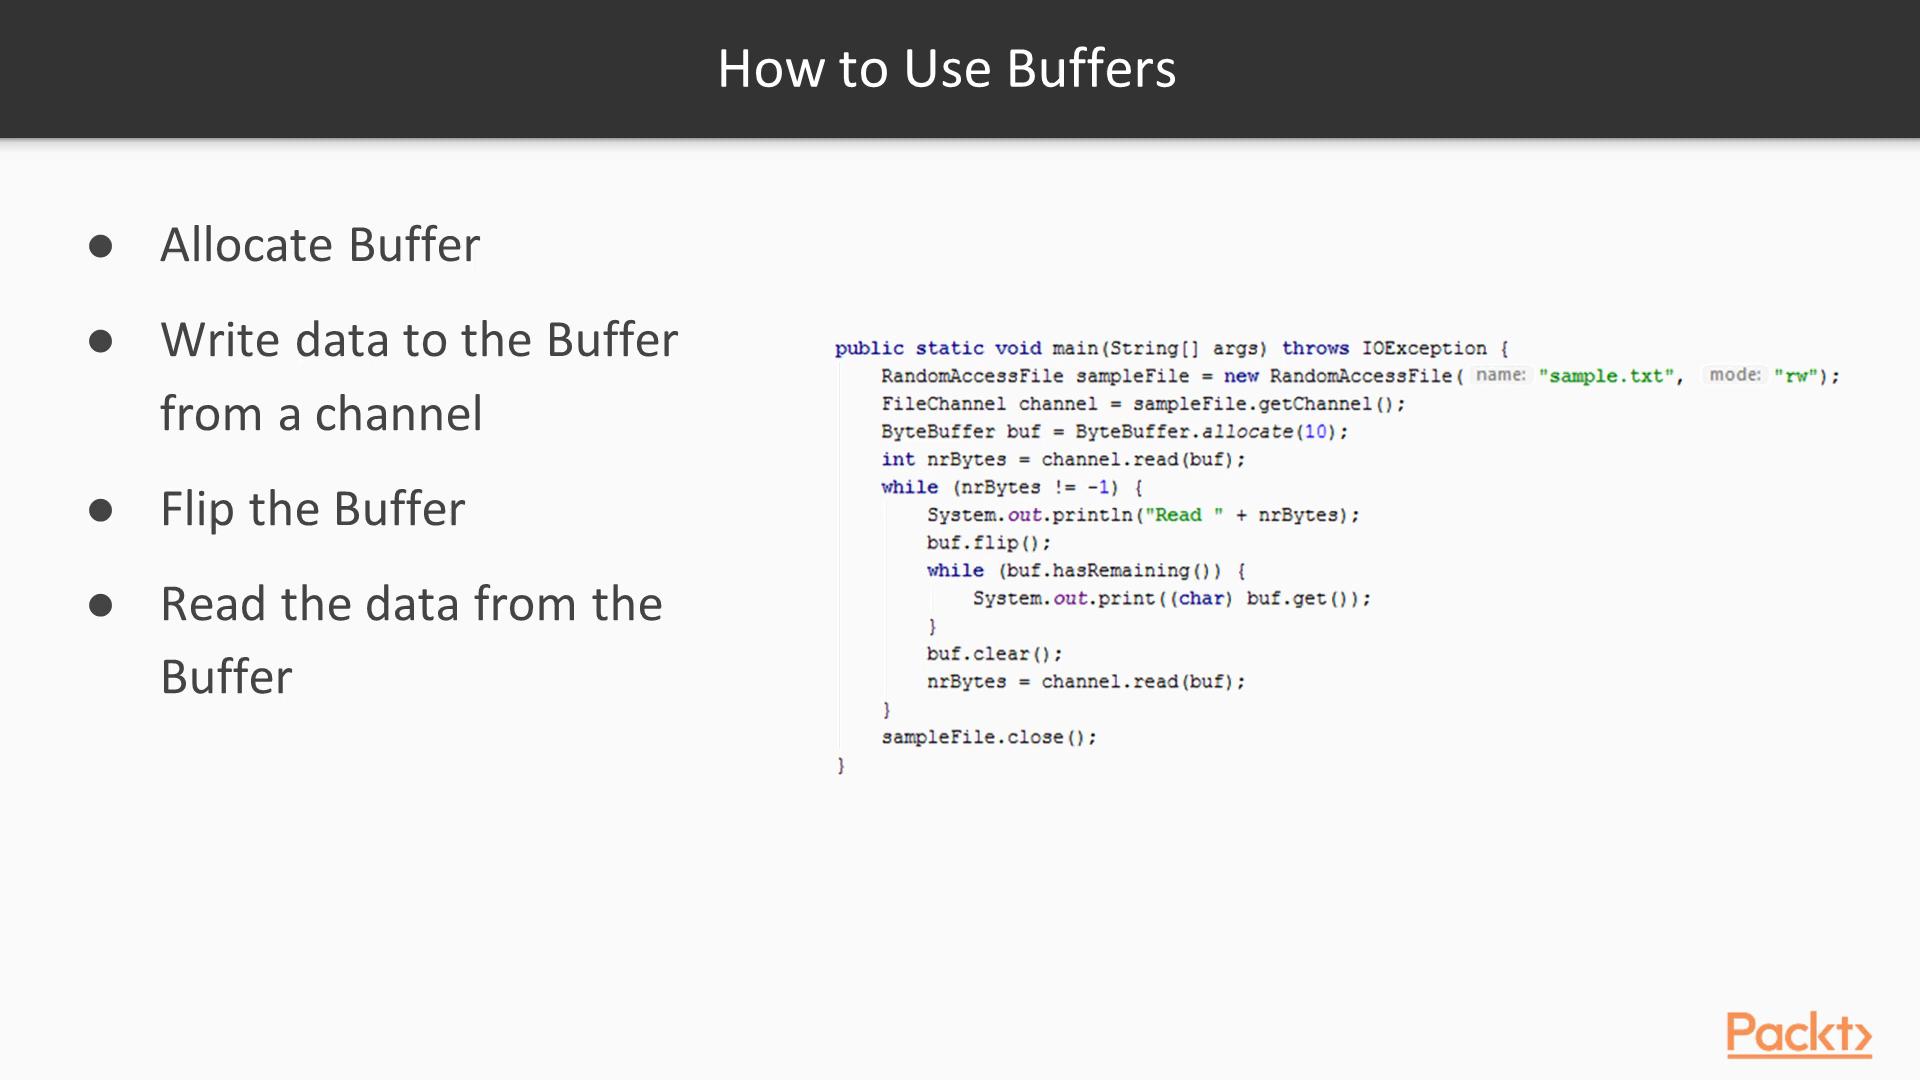 How to Use Buffers
● Allocate Buffer
● Write data to the Buffer
from a channel
● Flip the Buffer
● Read the data from the
Buffer
public static void main(String[] args) throws IOException {
    RandomAccessFile sampleFile = new RandomAccessFile( name: "sample.txt", mode: "rw");
    FileChannel channel = sampleFile.getChannel();
    ByteBuffer buf = ByteBuffer.allocate(10);
    int nrBytes = channel.read(buf);
    while (nrBytes != -1) {
        System.out.println("Read " + nrBytes);
        buf.flip();
        while (buf.hasRemaining()) {
            System.out.print((char) buf.get());
        }
        buf.clear();
        nrBytes = channel.read(buf);
    }
    sampleFile.close();
}
Packt>